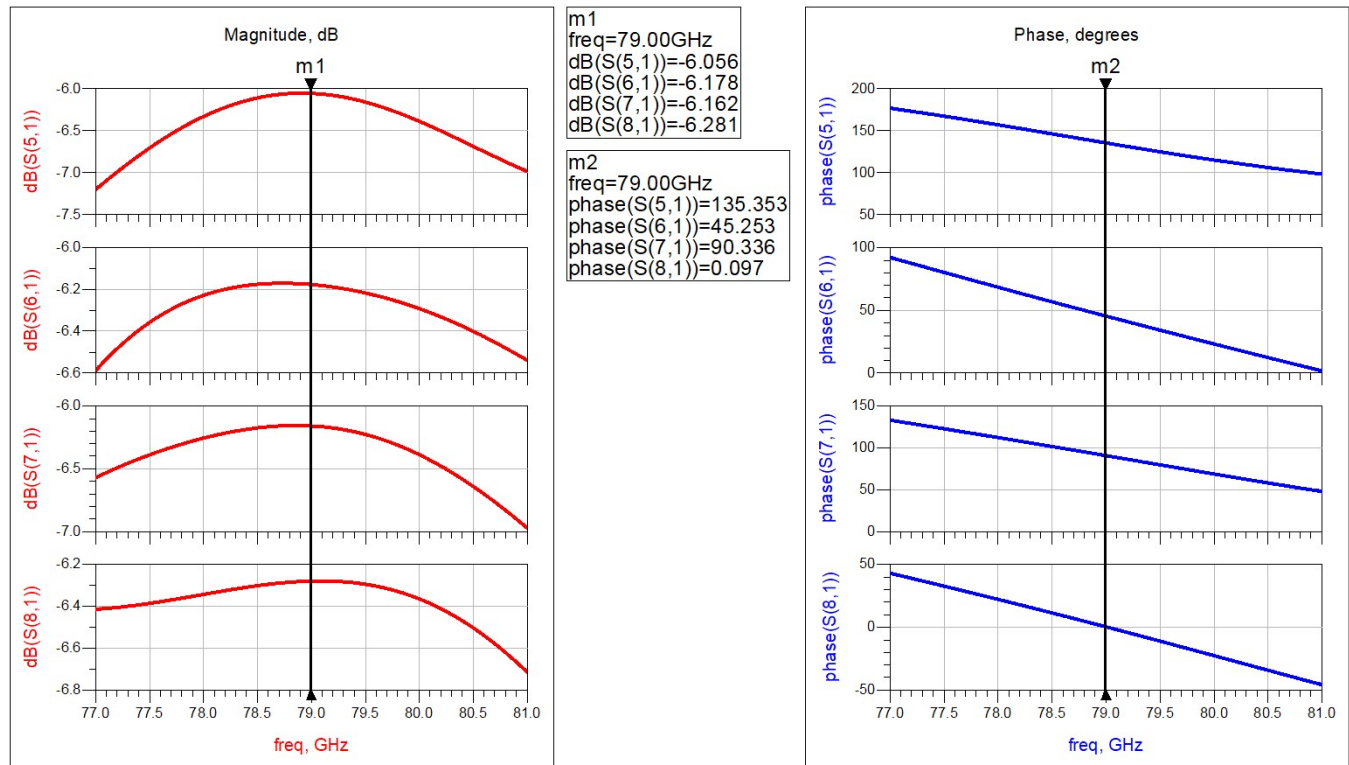 Magnitude, dB
m1
dB(S(5,1))
-6.0
-6.5
-7.0
-7.5
dB(S(6,1))
-6.0
-6.2
-6.4
-6.6
dB(S(7,1))
-6.0
-6.5
-7.0
dB(S(8,1))
-6.2
-6.4
-6.6
-6.8
77.0 77.5 78.0 78.5 79.0 79.5 80.0 80.5 81.0
freq, GHz
m1
freq=79.00GHz
dB(S(5,1))=-6.056
dB(S(6,1))=-6.178
dB(S(7,1))=-6.162
dB(S(8,1))=-6.281
m2
freq=79.00GHz
phase(S(5,1))=135.353
phase(S(6,1))=45.253
phase(S(7,1))=90.336
phase(S(8,1))=0.097
Phase, degrees
m2
phase(S(5,1))
200
150
100
50
phase(S(6,1))
100
50
0
phase(S(7,1))
150
100
50
0
phase(S(8,1))
50
0
-50
77.0 77.5 78.0 78.5 79.0 79.5 80.0 80.5 81.0
freq, GHz